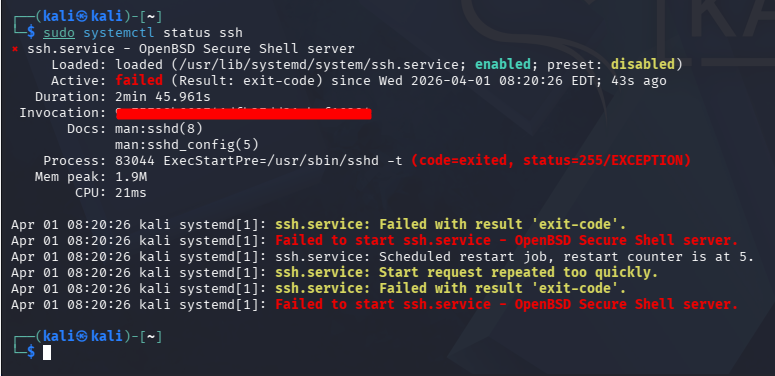 ┌──(kali㉿kali)-[~]
└─$ sudo systemctl status ssh
× ssh.service - OpenBSD Secure Shell server
Loaded: loaded (/usr/lib/systemd/system/ssh.service; enabled; preset: disabled)
Active: failed (Result: exit-code) since Wed 2026-04-01 08:20:26 EDT; 43s ago
Duration: 2min 45.961s
Invocation:
Docs: man:sshd(8)
man:sshd_config(5)
Process: 83044 ExecStartPre=/usr/sbin/sshd -t (code=exited, status=255/EXCEPTION)
Mem peak: 1.9M
CPU: 21ms
Apr 01 08:20:26 kali systemd[1]: ssh.service: Failed with result 'exit-code'.
Apr 01 08:20:26 kali systemd[1]: Failed to start ssh.service - OpenBSD Secure Shell server.
Apr 01 08:20:26 kali systemd[1]: ssh.service: Scheduled restart job, restart counter is at 5.
Apr 01 08:20:26 kali systemd[1]: ssh.service: Start request repeated too quickly.
Apr 01 08:20:26 kali systemd[1]: ssh.service: Failed with result 'exit-code'.
Apr 01 08:20:26 kali systemd[1]: Failed to start ssh.service - OpenBSD Secure Shell server.
┌──(kali㉿kali)-[~]
└─$